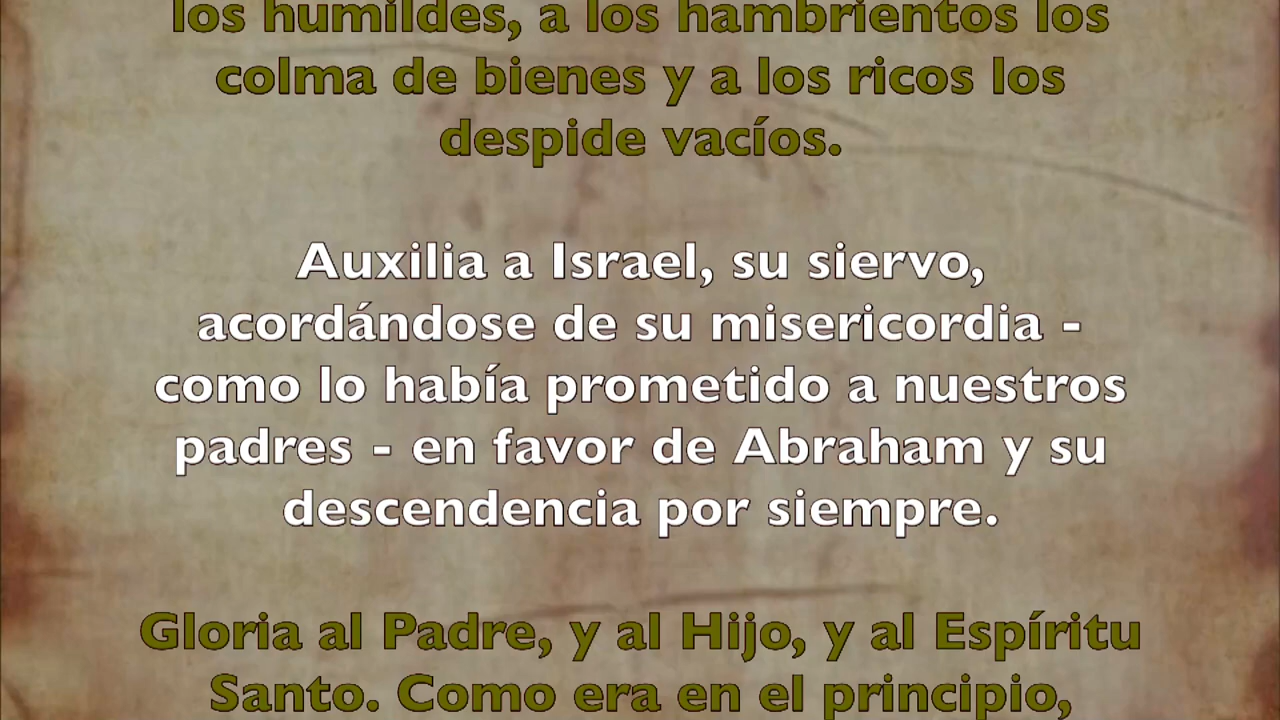 los humildes, a los hambrientos los
colma de bienes y a los ricos los
despide vacíos.
Auxilia a Israel, su siervo,
acordándose de su misericordia -
como lo había prometido a nuestros
padres - en favor de Abraham y su
descendencia por siempre.
Gloria al Padre, y al Hijo, y al Espíritu
Santo. Como era en el principio,